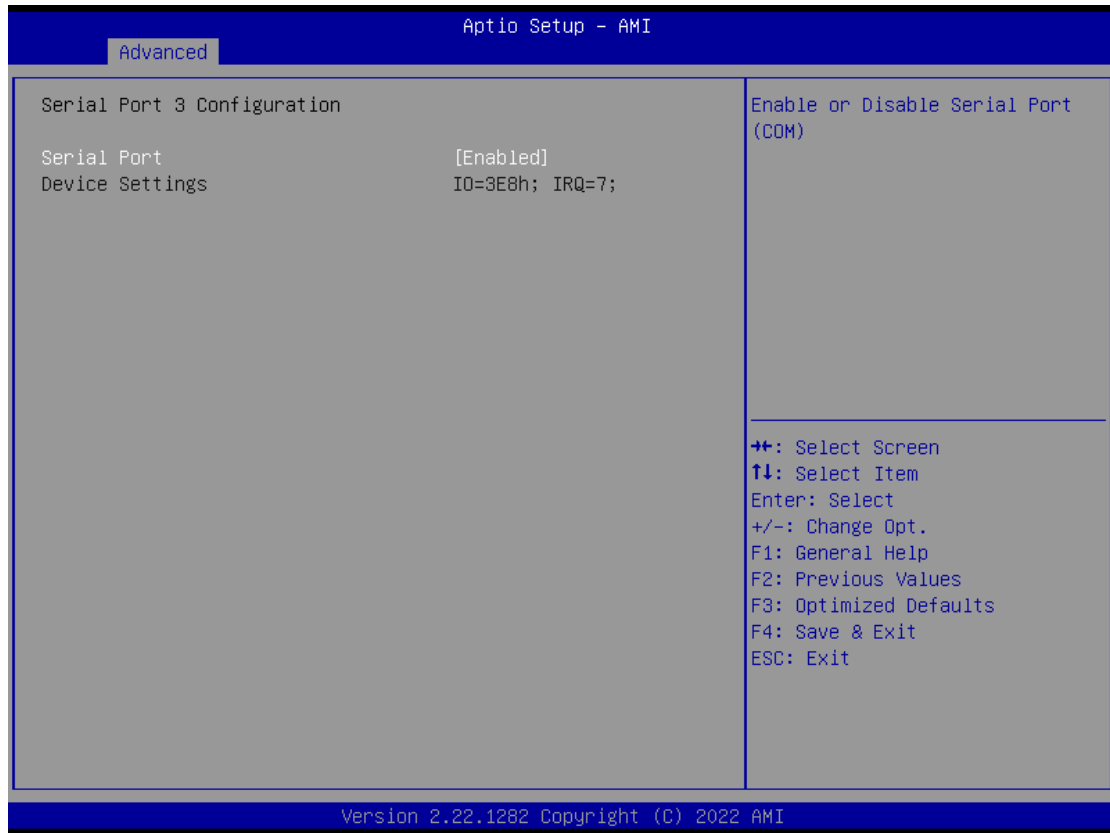 Aptio Setup – AMI
Advanced
Serial Port 3 Configuration
Serial Port [Enabled]
Device Settings IO=3E8h; IRQ=7;
Enable or Disable Serial Port
(COM)
→←: Select Screen
↑↓: Select Item
Enter: Select
+/-: Change Opt.
F1: General Help
F2: Previous Values
F3: Optimized Defaults
F4: Save & Exit
ESC: Exit
Version 2.22.1282 Copyright (C) 2022 AMI